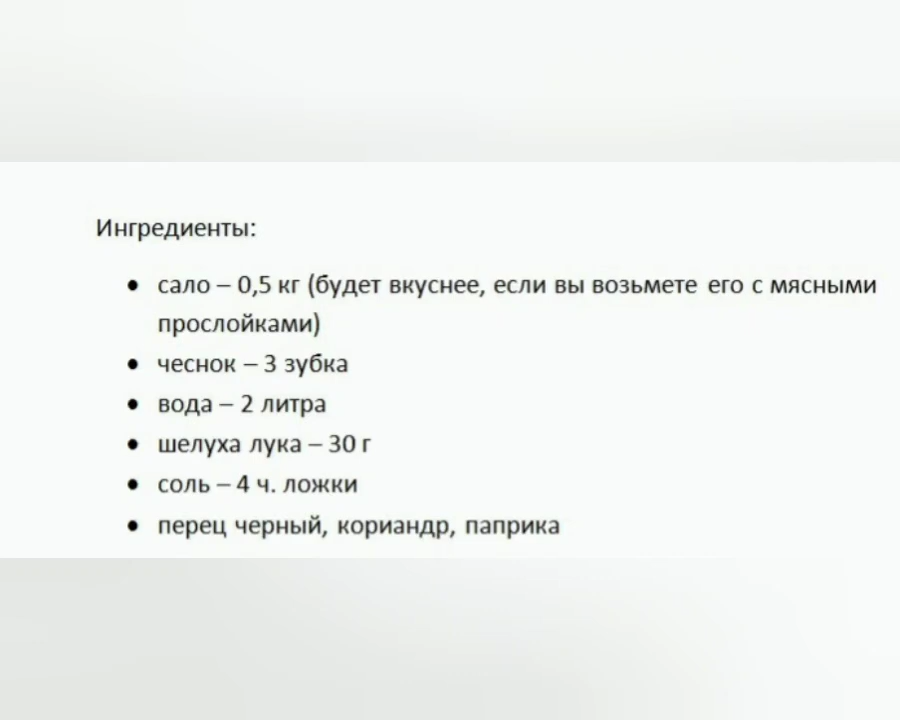 Ингредиенты:
• сало – 0,5 кг (будет вкуснее, если вы возьмете его с мясными
прослойками)
• чеснок – 3 зубка
• вода – 2 литра
• шелуха лука – 30 г
• соль – 4 ч. ложки
• перец черный, кориандр, паприка